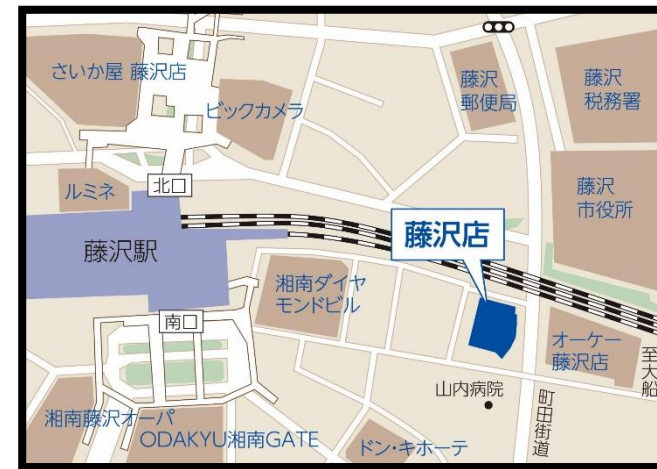 さいか屋 藤沢店
ビックカメラ
藤沢
郵便局
藤沢
税務署
ルミネ
北口
藤沢
市役所
藤沢駅
藤沢店
湘南ダイヤ
モンドビル
南口
オーケー
藤沢店
至大船
山内病院
町田街道
湘南藤沢オーパ
ODAKYU湘南GATE
ドン・キホーテ